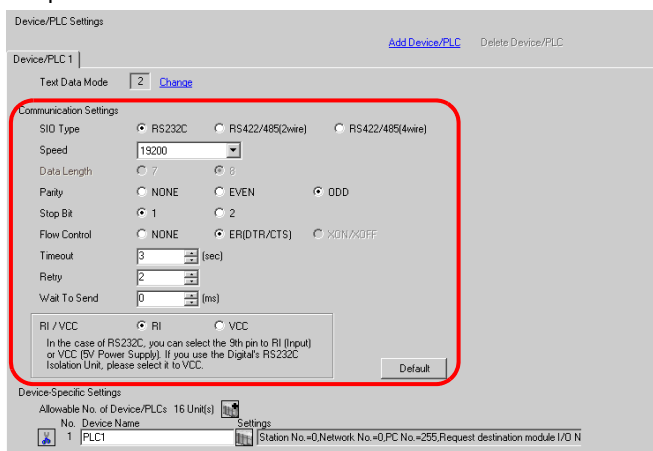 Device/PLC Settings
Add Device/PLC Delete Device/PLC
Device/PLC 1
Text Data Mode 2 Change
Communication Settings
SIO Type RS232C RS422/485(2wire) RS422/485(4wire)
Speed 19200
Data Length 7 8
Parity NONE EVEN ODD
Stop Bit 1 2
Flow Control NONE ER(DTR/CTS) XON/XOFF
Timeout 3 (sec)
Retry 2
Wait To Send 0 (ms)
RI / VCC RI VCC
In the case of RS232C, you can select the 9th pin to RI (Input)
or VCC (5V Power Supply). If you use the Digital's RS232C
Isolation Unit, please select it to VCC.
Default
Device-Specific Settings
Allowable No. of Device/PLCs 16 Unit(s)
No. Device Name Settings
1 PLC1 Station No.=0,Network No.=0,PC No.=255,Request destination module I/O N